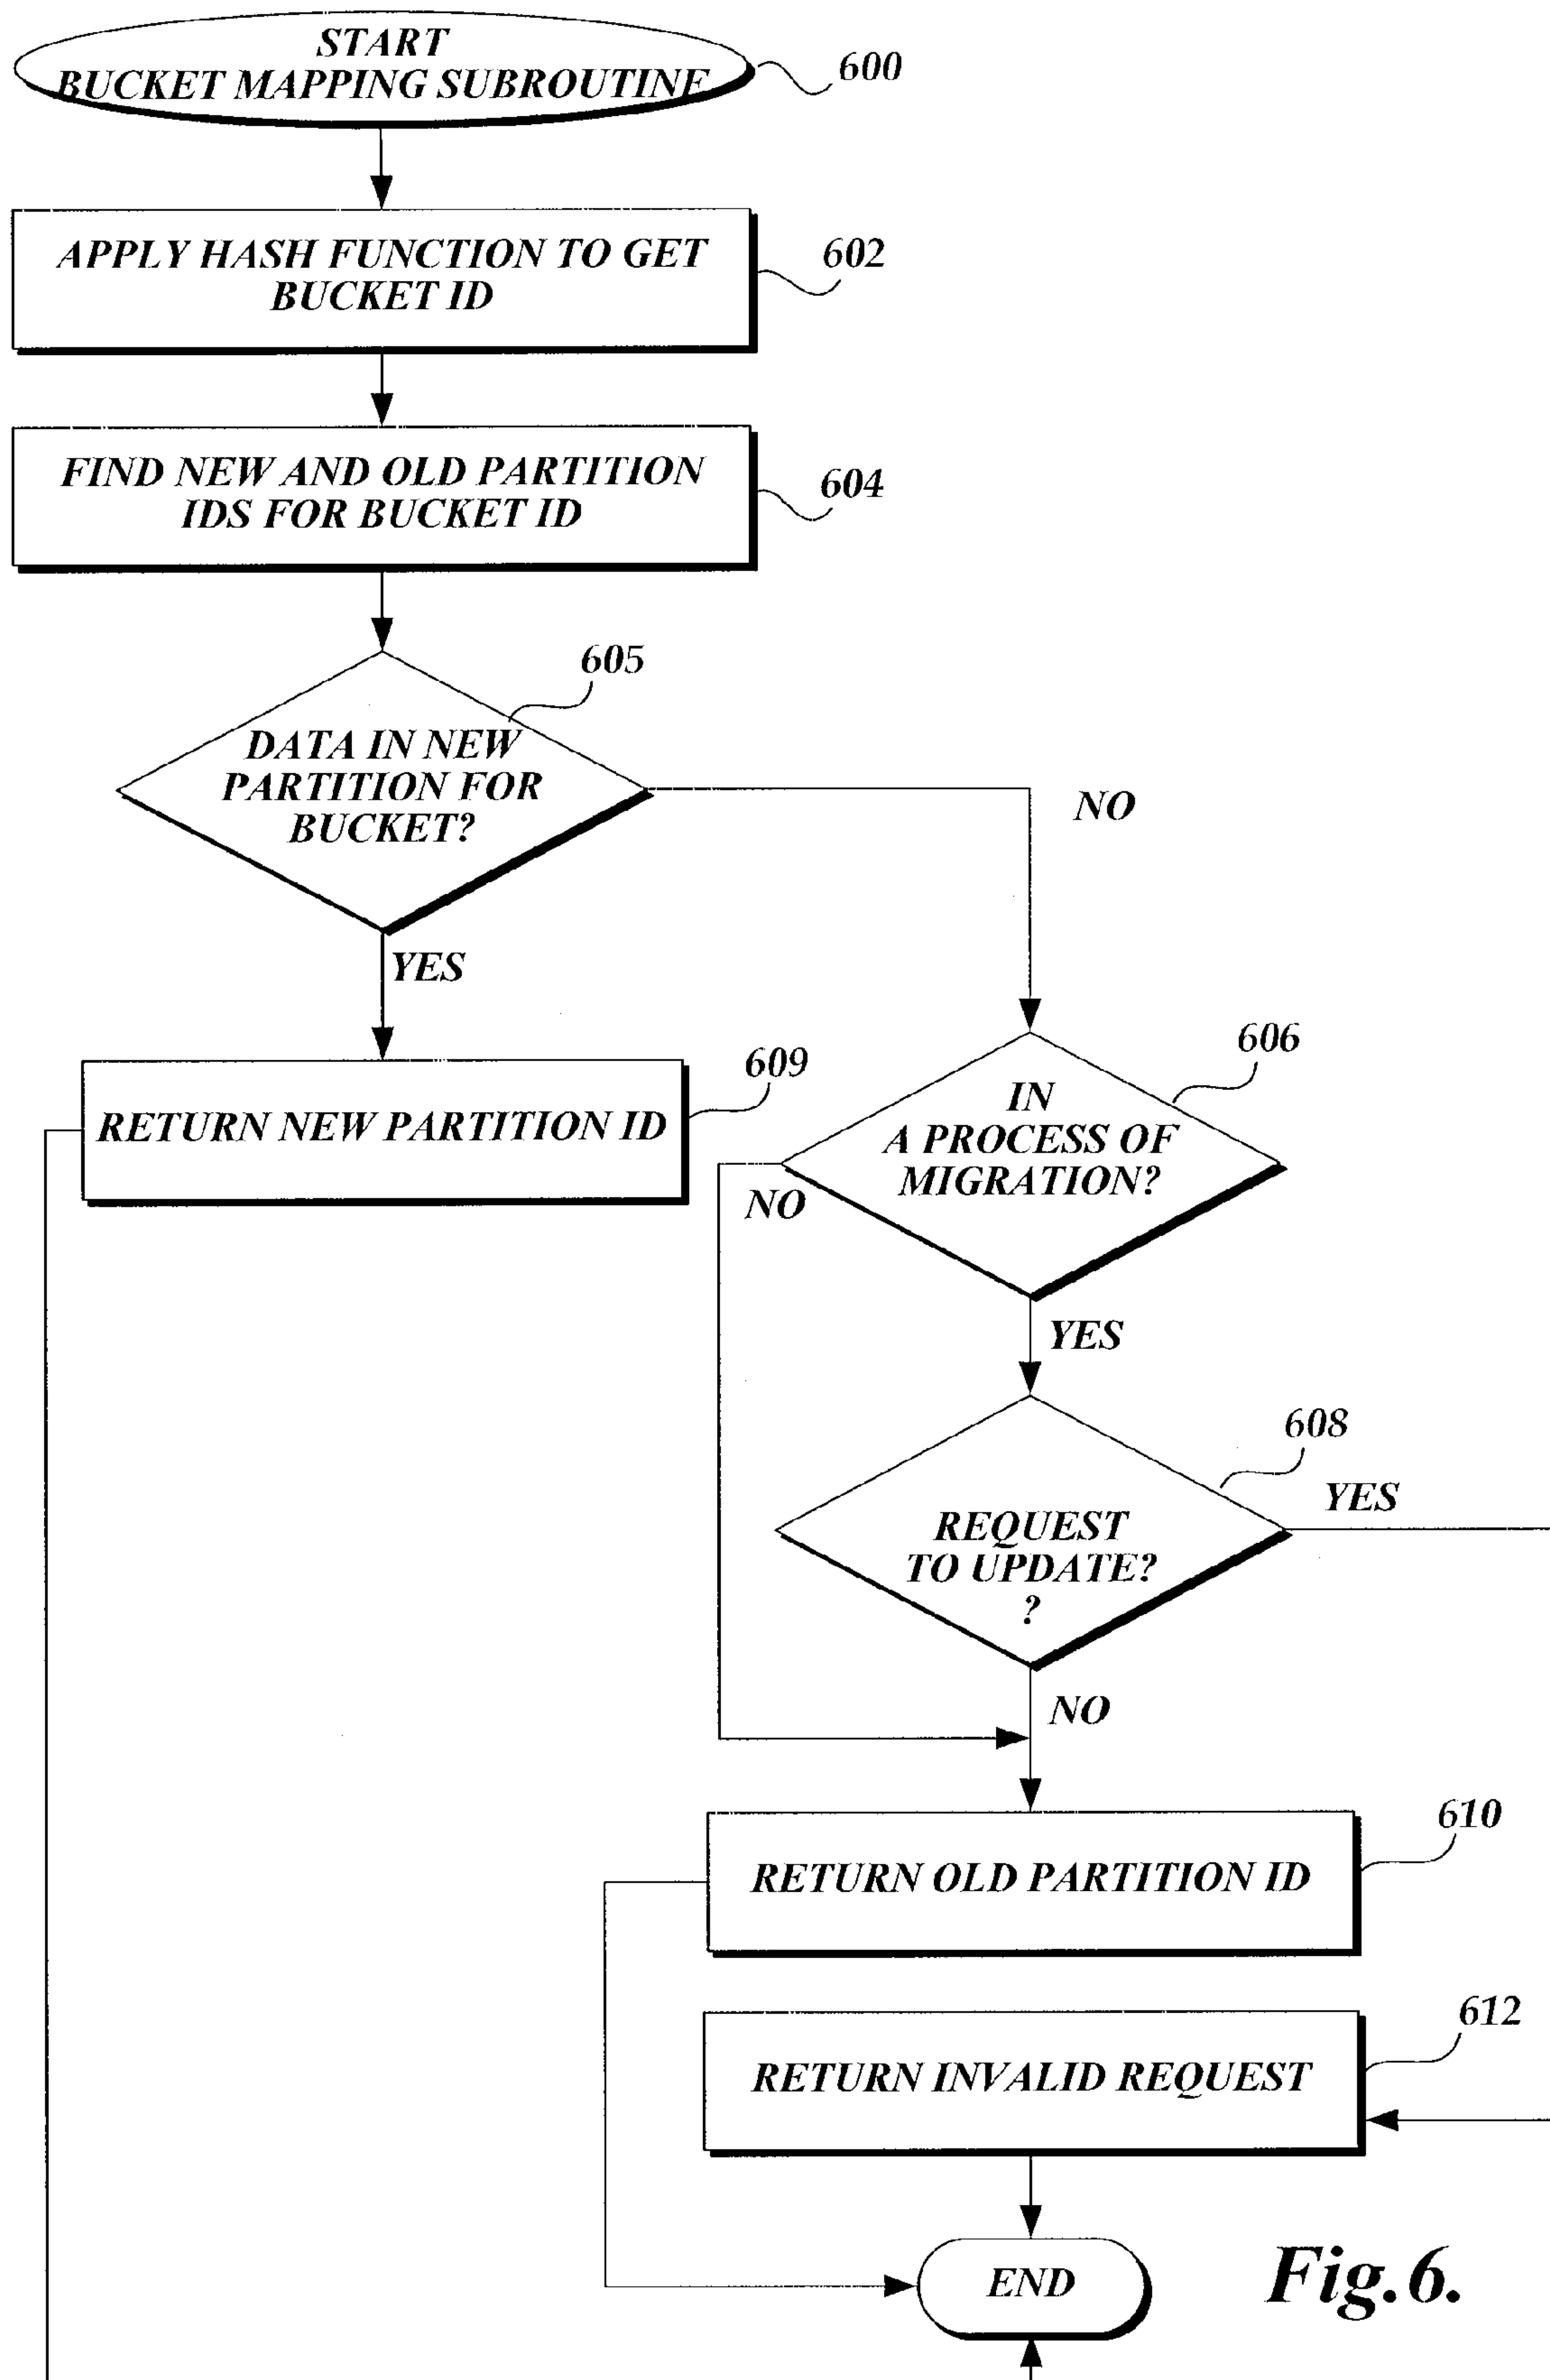 START
BUCKET MAPPING SUBROUTINE
600
APPLY HASH FUNCTION TO GET
BUCKET ID
602
FIND NEW AND OLD PARTITION
IDS FOR BUCKET ID
604
605
DATA IN NEW
PARTITION FOR
BUCKET?
NO
YES
609
RETURN NEW PARTITION ID
606
IN
A PROCESS OF
MIGRATION?
NO
YES
608
YES
REQUEST
TO UPDATE?
?
NO
610
RETURN OLD PARTITION ID
612
RETURN INVALID REQUEST
END
Fig. 6.